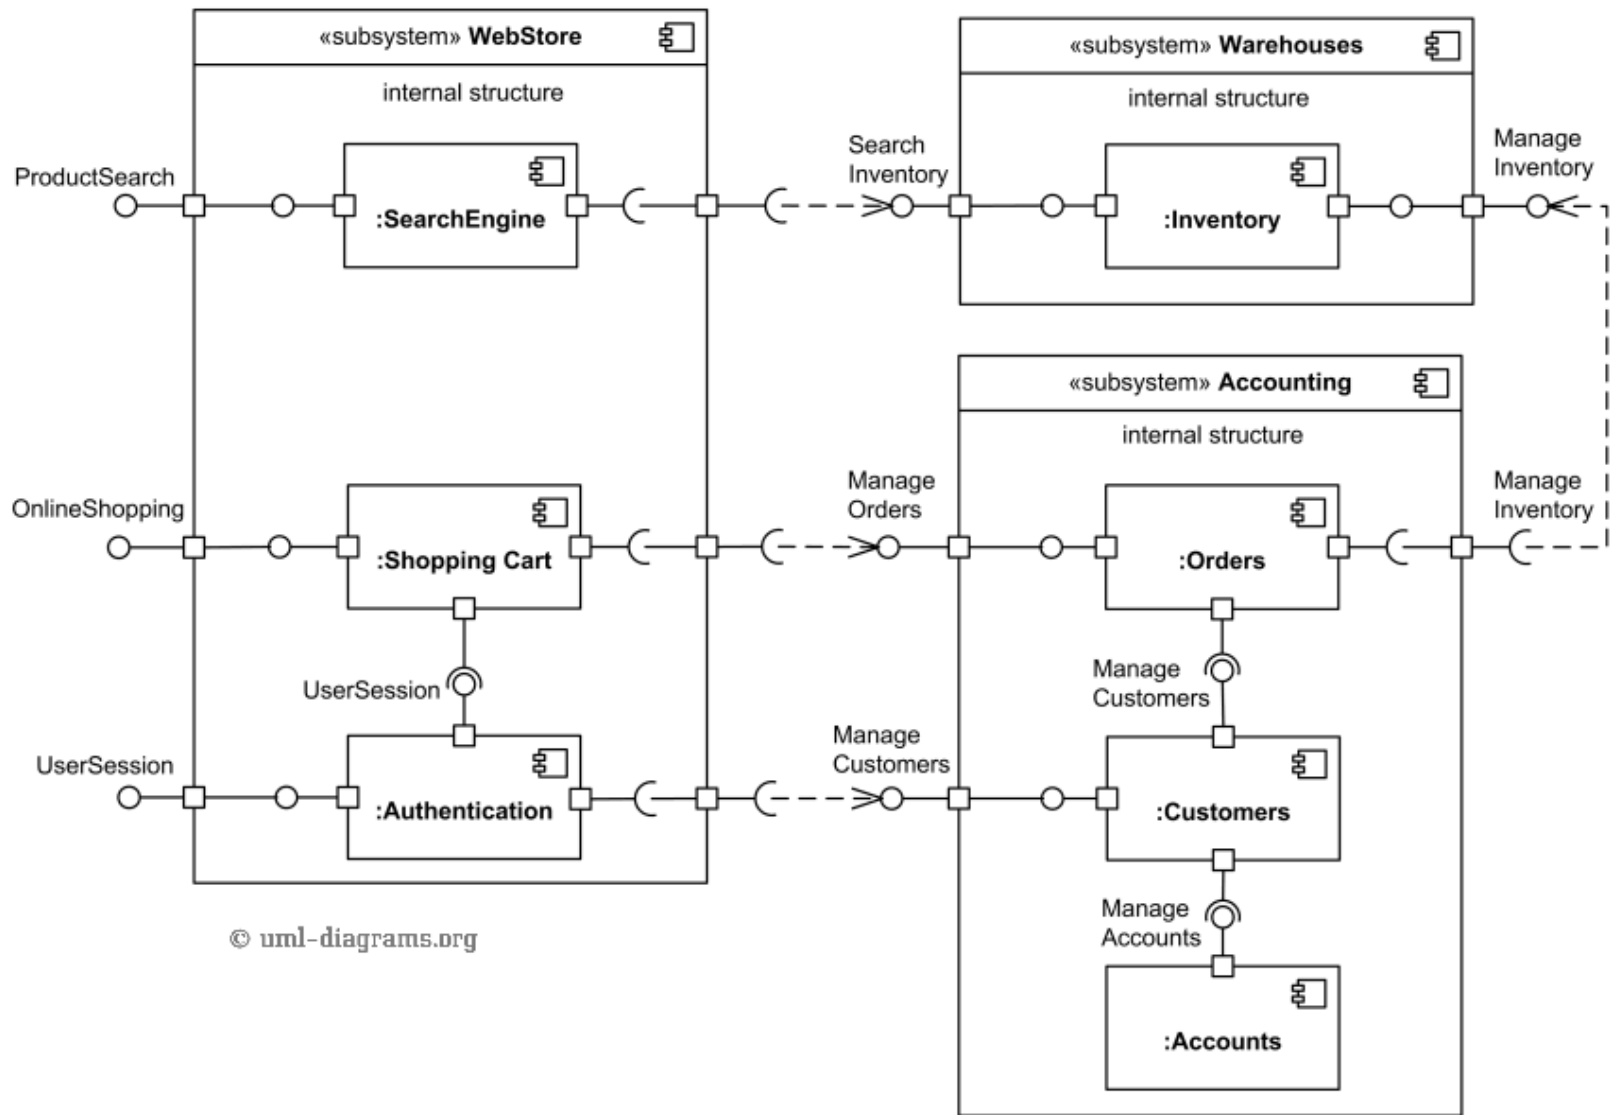 «subsystem» WebStore
internal structure
ProductSearch
:SearchEngine
OnlineShopping
:Shopping Cart
UserSession
UserSession
:Authentication
© uml-diagrams.org
Search
Inventory
«subsystem» Warehouses
internal structure
:Inventory
Manage
Inventory
Manage
Orders
«subsystem» Accounting
internal structure
:Orders
Manage
Inventory
Manage
Customers
Manage
Customers
:Customers
Manage
Accounts
:Accounts